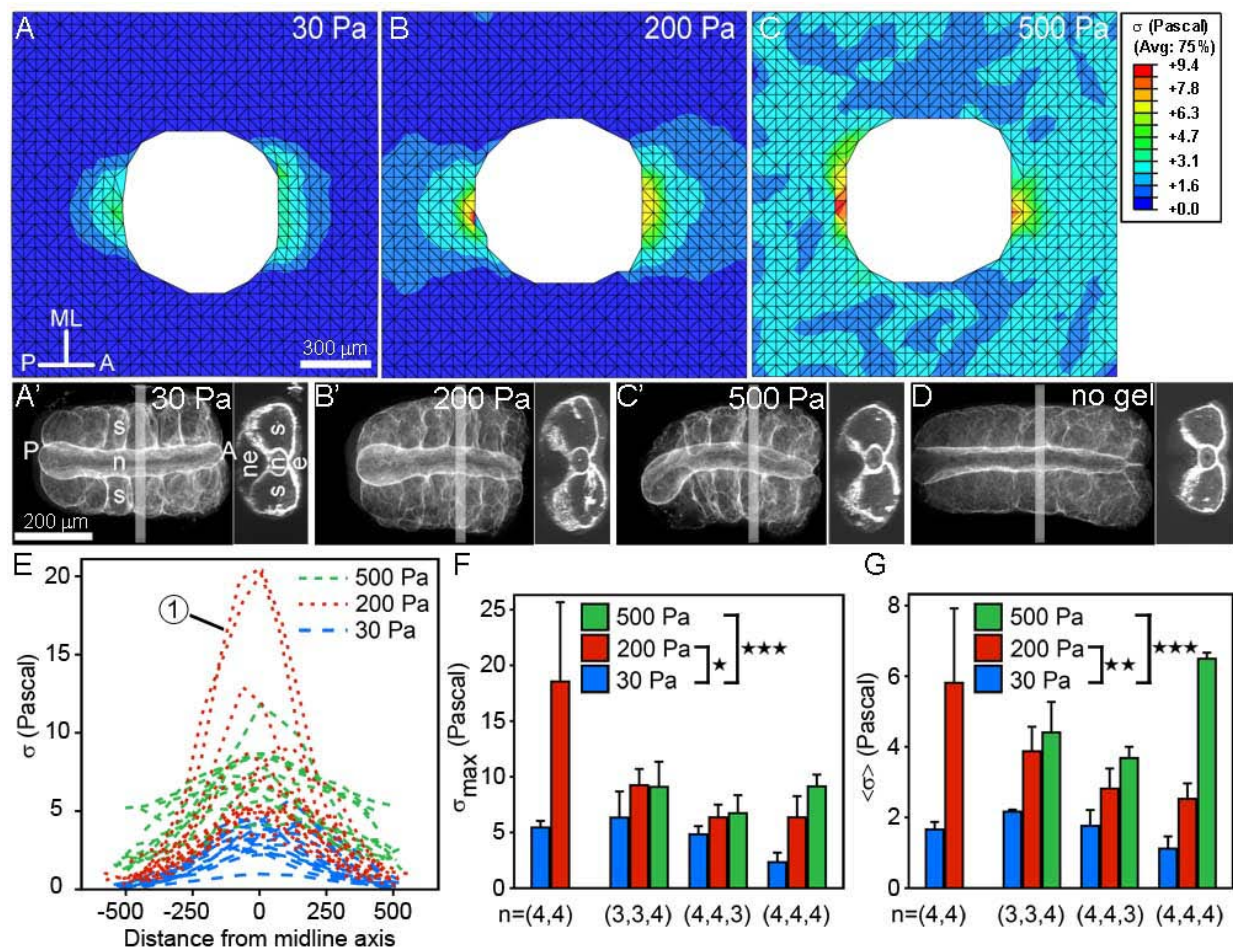 A 30 Pa
B 200 Pa
C 500 Pa
σ (Pascal)
(Avg: 75%)
+9.4
+7.8
+6.3
+4.7
+3.1
+1.6
+0.0
ML
P A
300 μm
A' 30 Pa
P s n s A
ne s n e s
200 μm
B' 200 Pa
C' 500 Pa
D no gel
E
σ (Pascal)
20
15
10
5
0
1
500 Pa
200 Pa
30 Pa
-500 -250 0 250 500
Distance from midline axis
F
σmax (Pascal)
25
20
15
10
5
0
500 Pa
200 Pa
30 Pa
★ ★★★
n=(4,4) (3,3,4) (4,4,3) (4,4,4)
G
<σ> (Pascal)
8
6
4
2
0
500 Pa
200 Pa
30 Pa
★★ ★★★
n=(4,4) (3,3,4) (4,4,3) (4,4,4)